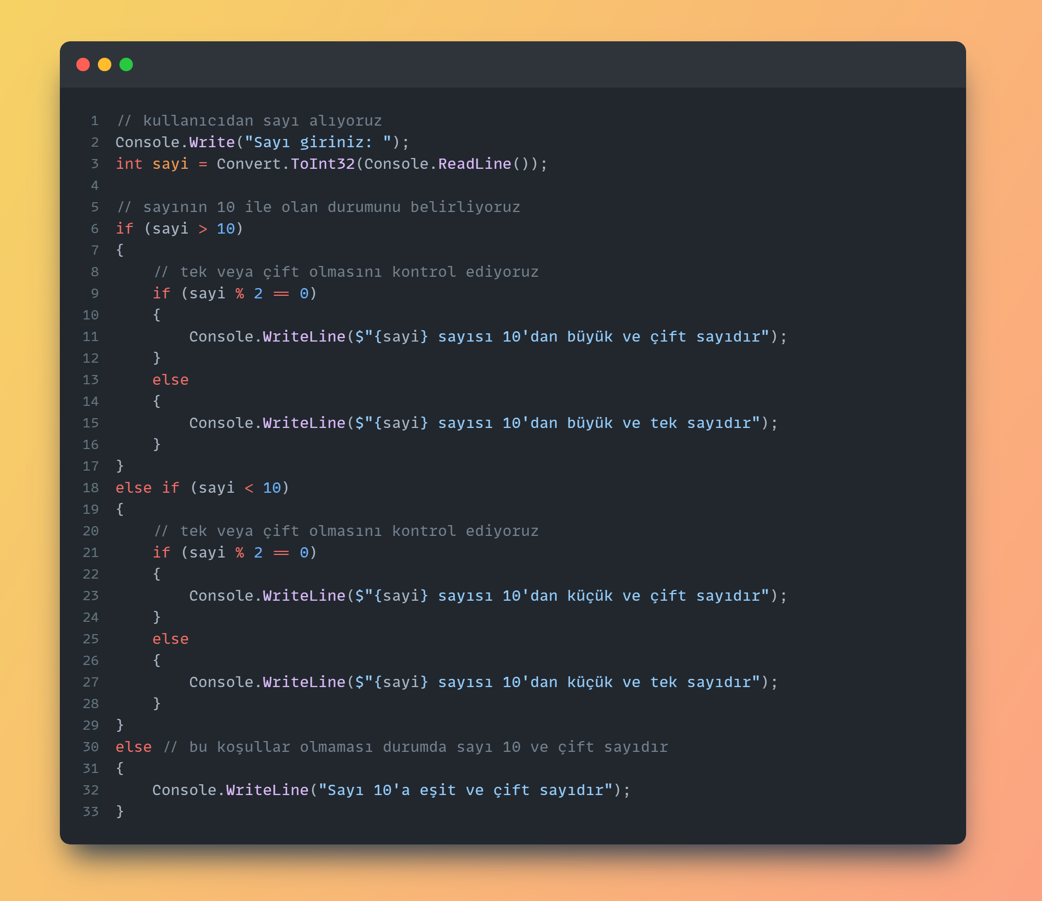 1 // kullanıcıdan sayı alıyoruz
2 Console.Write("Sayı giriniz: ");
3 int sayi = Convert.ToInt32(Console.ReadLine());
4
5 // sayının 10 ile olan durumunu belirliyoruz
6 if (sayi > 10)
7 {
8     // tek veya çift olmasını kontrol ediyoruz
9     if (sayi % 2 == 0)
10     {
11         Console.WriteLine($"{sayi} sayısı 10'dan büyük ve çift sayıdır");
12     }
13     else
14     {
15         Console.WriteLine($"{sayi} sayısı 10'dan büyük ve tek sayıdır");
16     }
17 }
18 else if (sayi < 10)
19 {
20     // tek veya çift olmasını kontrol ediyoruz
21     if (sayi % 2 == 0)
22     {
23         Console.WriteLine($"{sayi} sayısı 10'dan küçük ve çift sayıdır");
24     }
25     else
26     {
27         Console.WriteLine($"{sayi} sayısı 10'dan küçük ve tek sayıdır");
28     }
29 }
30 else // bu koşullar olmaması durumda sayı 10 ve çift sayıdır
31 {
32     Console.WriteLine("Sayı 10'a eşit ve çift sayıdır");
33 }